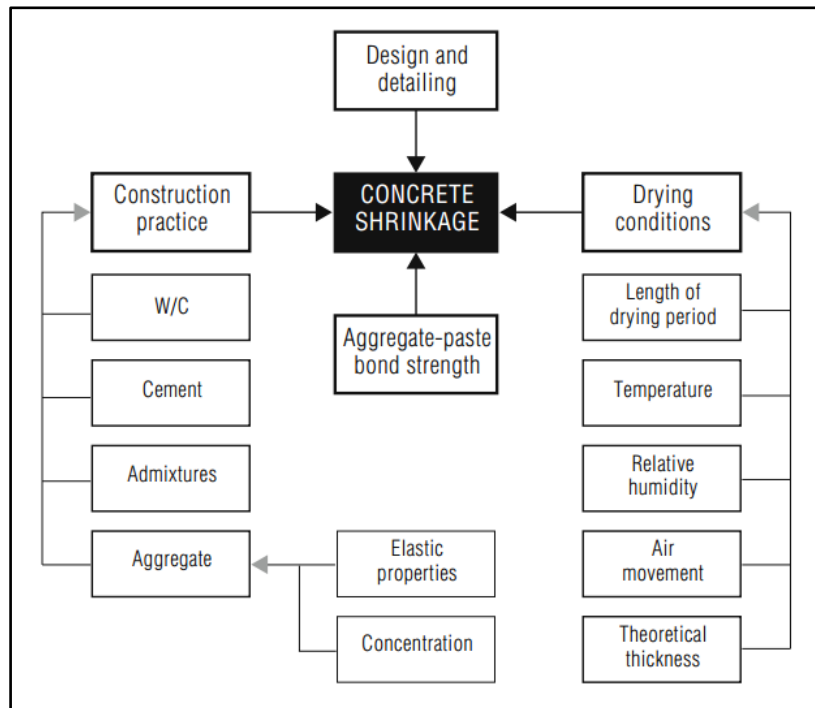 Design and
detailing
Construction
practice
CONCRETE
SHRINKAGE
Drying
conditions
W/C
Cement
Admixtures
Aggregate
Aggregate-paste
bond strength
Elastic
properties
Concentration
Length of
drying period
Temperature
Relative
humidity
Air
movement
Theoretical
thickness